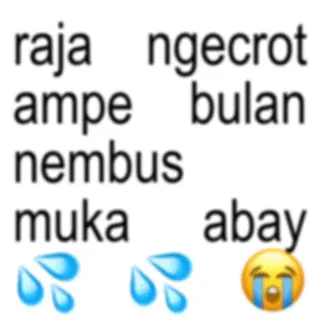 raja ngecrot
ampe bulan
nembus
muka abay
💦 💦 😭